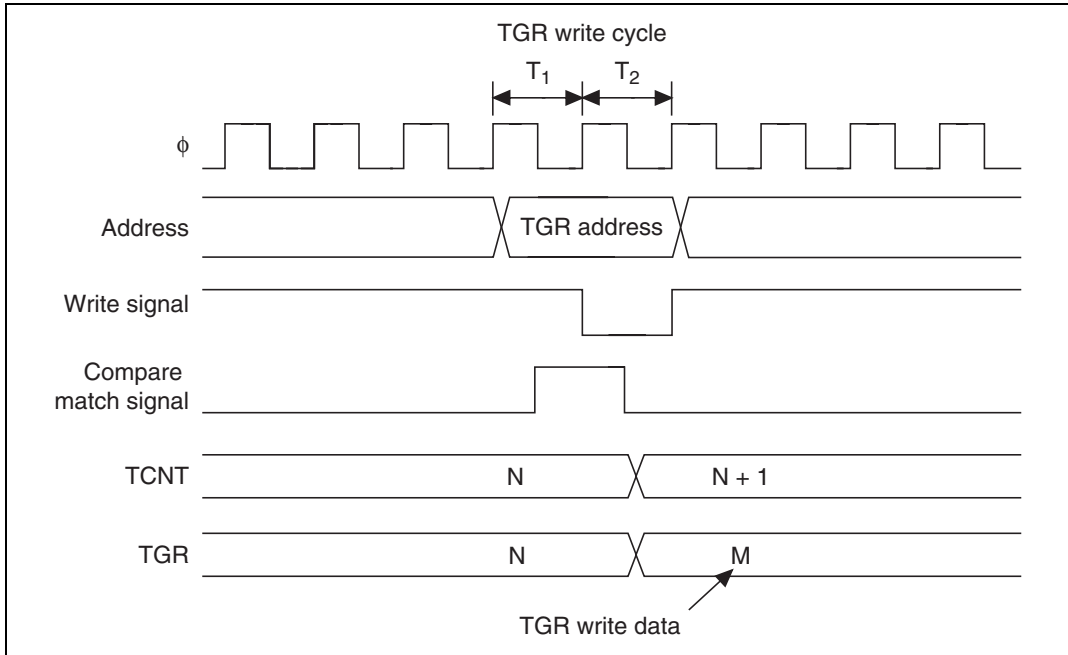 TGR write cycle
T1 T2
ϕ
Address
TGR address
Write signal
Compare
match signal
TCNT
N
N + 1
TGR
N
M
TGR write data